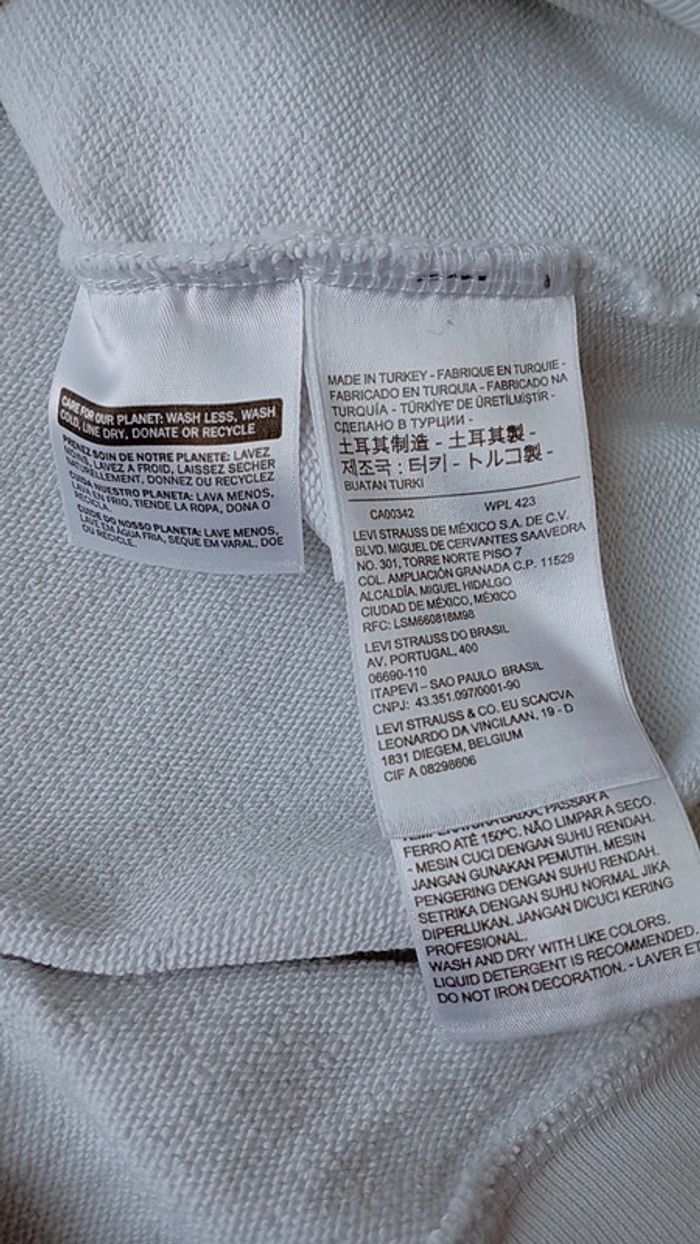 CARE FOR OUR PLANET: WASH LESS, WASH
COLD, LINE DRY, DONATE OR RECYCLE
PRENEZ SOIN DE NOTRE PLANETE: LAVEZ
MOINS, LAVEZ A FROID, LAISSEZ SECHER
NATURELLEMENT, DONNEZ OU RECYCLEZ
CUIDA NUESTRO PLANETA: LAVA MENOS,
LAVA EN FRIO, TIENDE LA ROPA, DONA O
RECICLA.
CUIDE DO NOSSO PLANETA: LAVE MENOS,
LAVE EM ÁGUA FRIA, SEQUE EM VARAL, DOE
OU RECICLE.
MADE IN TURKEY - FABRIQUE EN TURQUIE -
FABRICADO EN TURQUIA - FABRICADO NA
TURQUÍA - TÜRKİYE' DE ÜRETİLMİŞTİR -
СДЕЛАНО В ТУРЦИИ -
土耳其制造 - 土耳其製 -
제조국 : 터키 - トルコ製 -
BUATAN TURKI
CA00342 WPL 423
LEVI STRAUSS DE MÉXICO S.A. DE C.V.
BLVD. MIGUEL DE CERVANTES SAAVEDRA
NO. 301, TORRE NORTE PISO 7
COL. AMPLIACIÓN GRANADA C.P. 11529
ALCALDÍA. MIGUEL HIDALGO
CIUDAD DE MÉXICO, MÉXICO
RFC: LSM660818M98
LEVI STRAUSS DO BRASIL
AV. PORTUGAL, 400
06690-110
ITAPEVI – SAO PAULO BRASIL
CNPJ: 43.351.097/0001-90
LEVI STRAUSS & CO. EU SCA/CVA
LEONARDO DA VINCILAAN, 19 - D
1831 DIEGEM, BELGIUM
CIF A 08298606
TEMPERATURA BAIXA. PASSAR A
FERRO ATÉ 150ºC. NÃO LIMPAR A SECO.
- MESIN CUCI DENGAN SUHU RENDAH.
JANGAN GUNAKAN PEMUTIH. MESIN
PENGERING DENGAN SUHU RENDAH.
SETRIKA DENGAN SUHU NORMAL JIKA
DIPERLUKAN. JANGAN DICUCI KERING
PROFESIONAL.
WASH AND DRY WITH LIKE COLORS.
LIQUID DETERGENT IS RECOMMENDED.
DO NOT IRON DECORATION. - LAVER ET